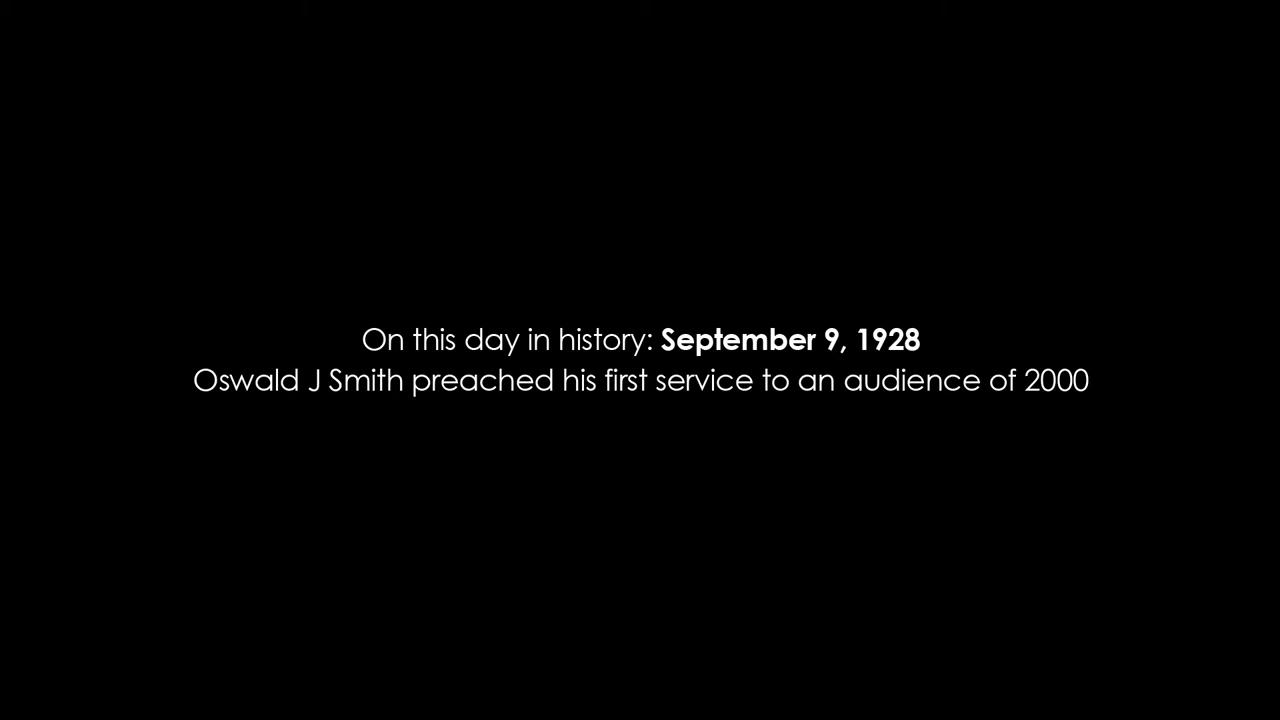 On this day in history: September 9, 1928
Oswald J Smith preached his first service to an audience of 2000